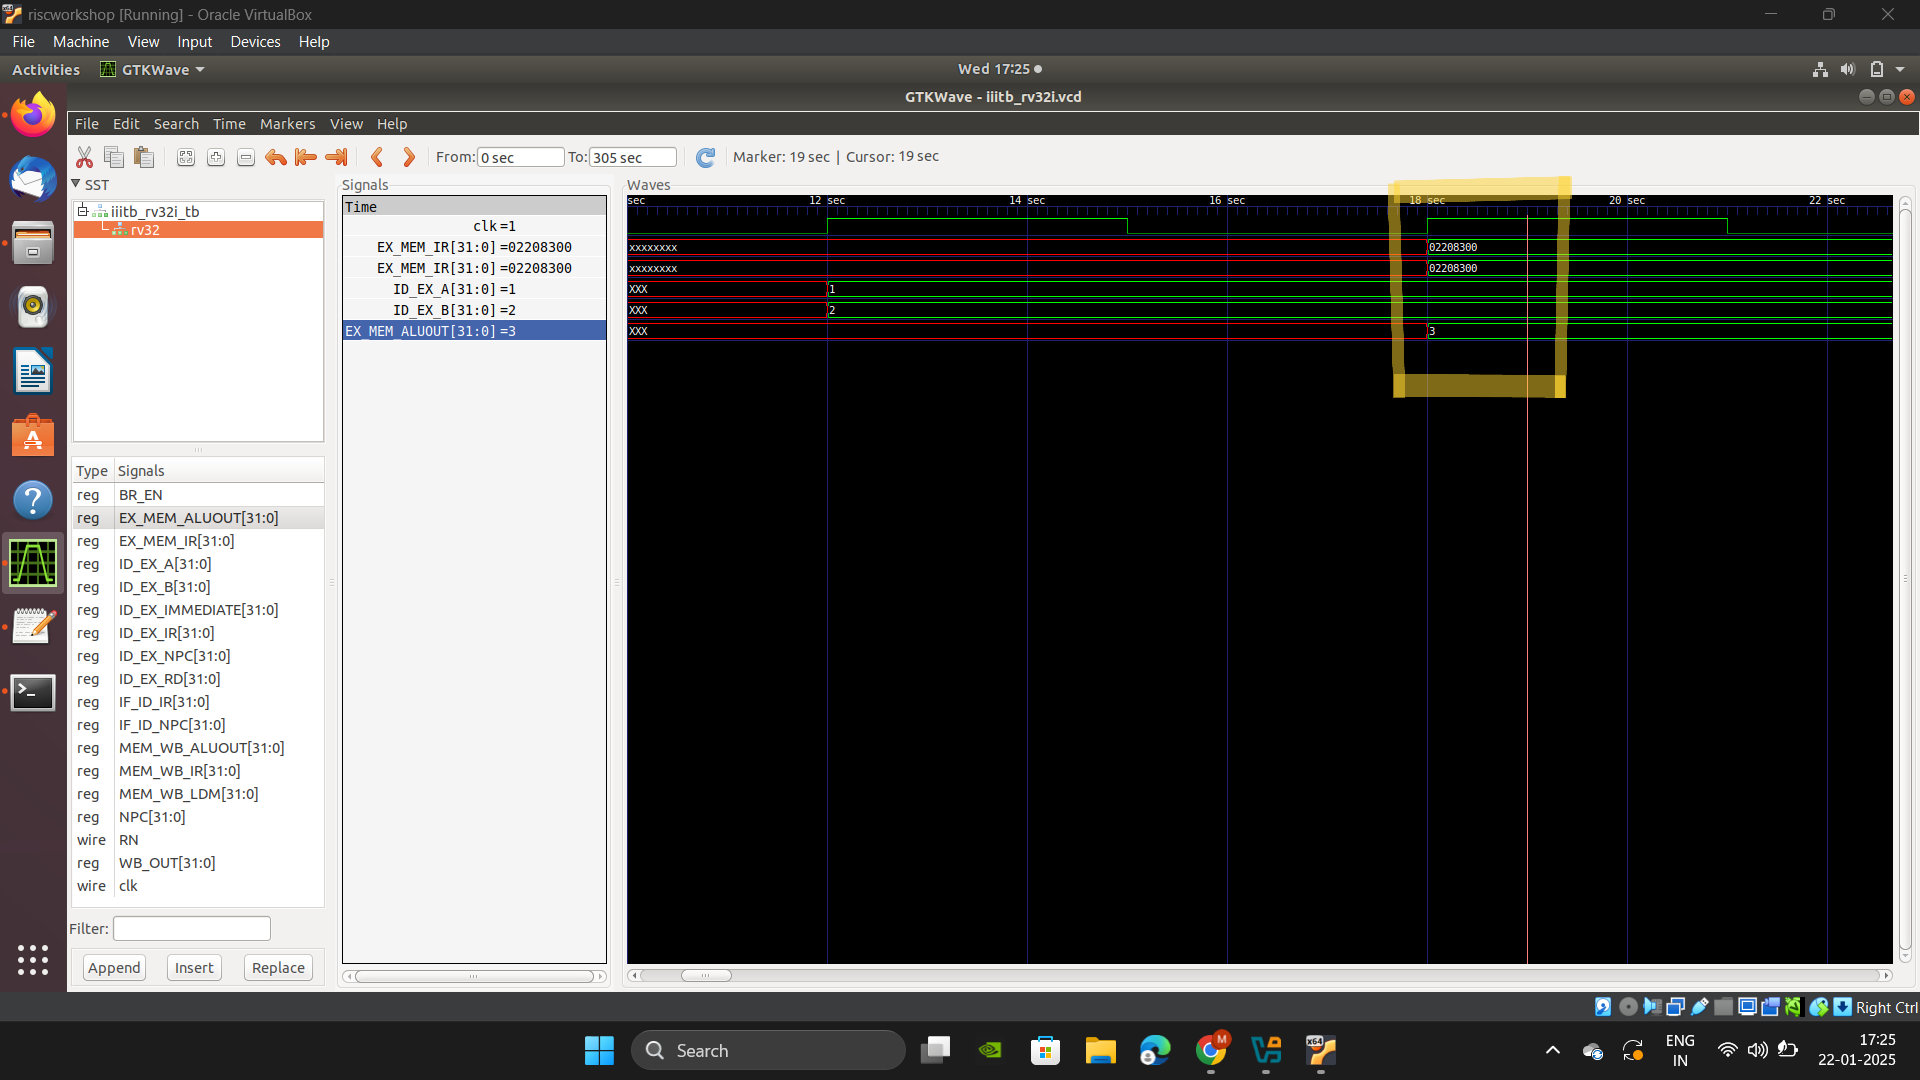 riscworkshop [Running] - Oracle VirtualBox
File Machine View Input Devices Help
Activities GTKWave Wed 17:25
GTKWave - iiitb_rv32i.vcd
File Edit Search Time Markers View Help
From: 0 sec To: 305 sec Marker: 19 sec | Cursor: 19 sec
SST
iiitb_rv32i_tb
rv32
Type Signals
reg BR_EN
reg EX_MEM_ALUOUT[31:0]
reg EX_MEM_IR[31:0]
reg ID_EX_A[31:0]
reg ID_EX_B[31:0]
reg ID_EX_IMMEDIATE[31:0]
reg ID_EX_IR[31:0]
reg ID_EX_NPC[31:0]
reg ID_EX_RD[31:0]
reg IF_ID_IR[31:0]
reg IF_ID_NPC[31:0]
reg MEM_WB_ALUOUT[31:0]
reg MEM_WB_IR[31:0]
reg MEM_WB_LDM[31:0]
reg NPC[31:0]
wire RN
reg WB_OUT[31:0]
wire clk
Filter:
Append Insert Replace
Signals
Time
clk=1
EX_MEM_IR[31:0]=02208300
EX_MEM_IR[31:0]=02208300
ID_EX_A[31:0]=1
ID_EX_B[31:0]=2
EX_MEM_ALUOUT[31:0]=3
Waves
sec 12 sec 14 sec 16 sec 18 sec 20 sec 22 sec
xxxxxxxx 02208300
xxxxxxxx 02208300
XXX 1
XXX 2
XXX 3
Right Ctrl
Search
M
x64
ENG
IN
17:25
22-01-2025